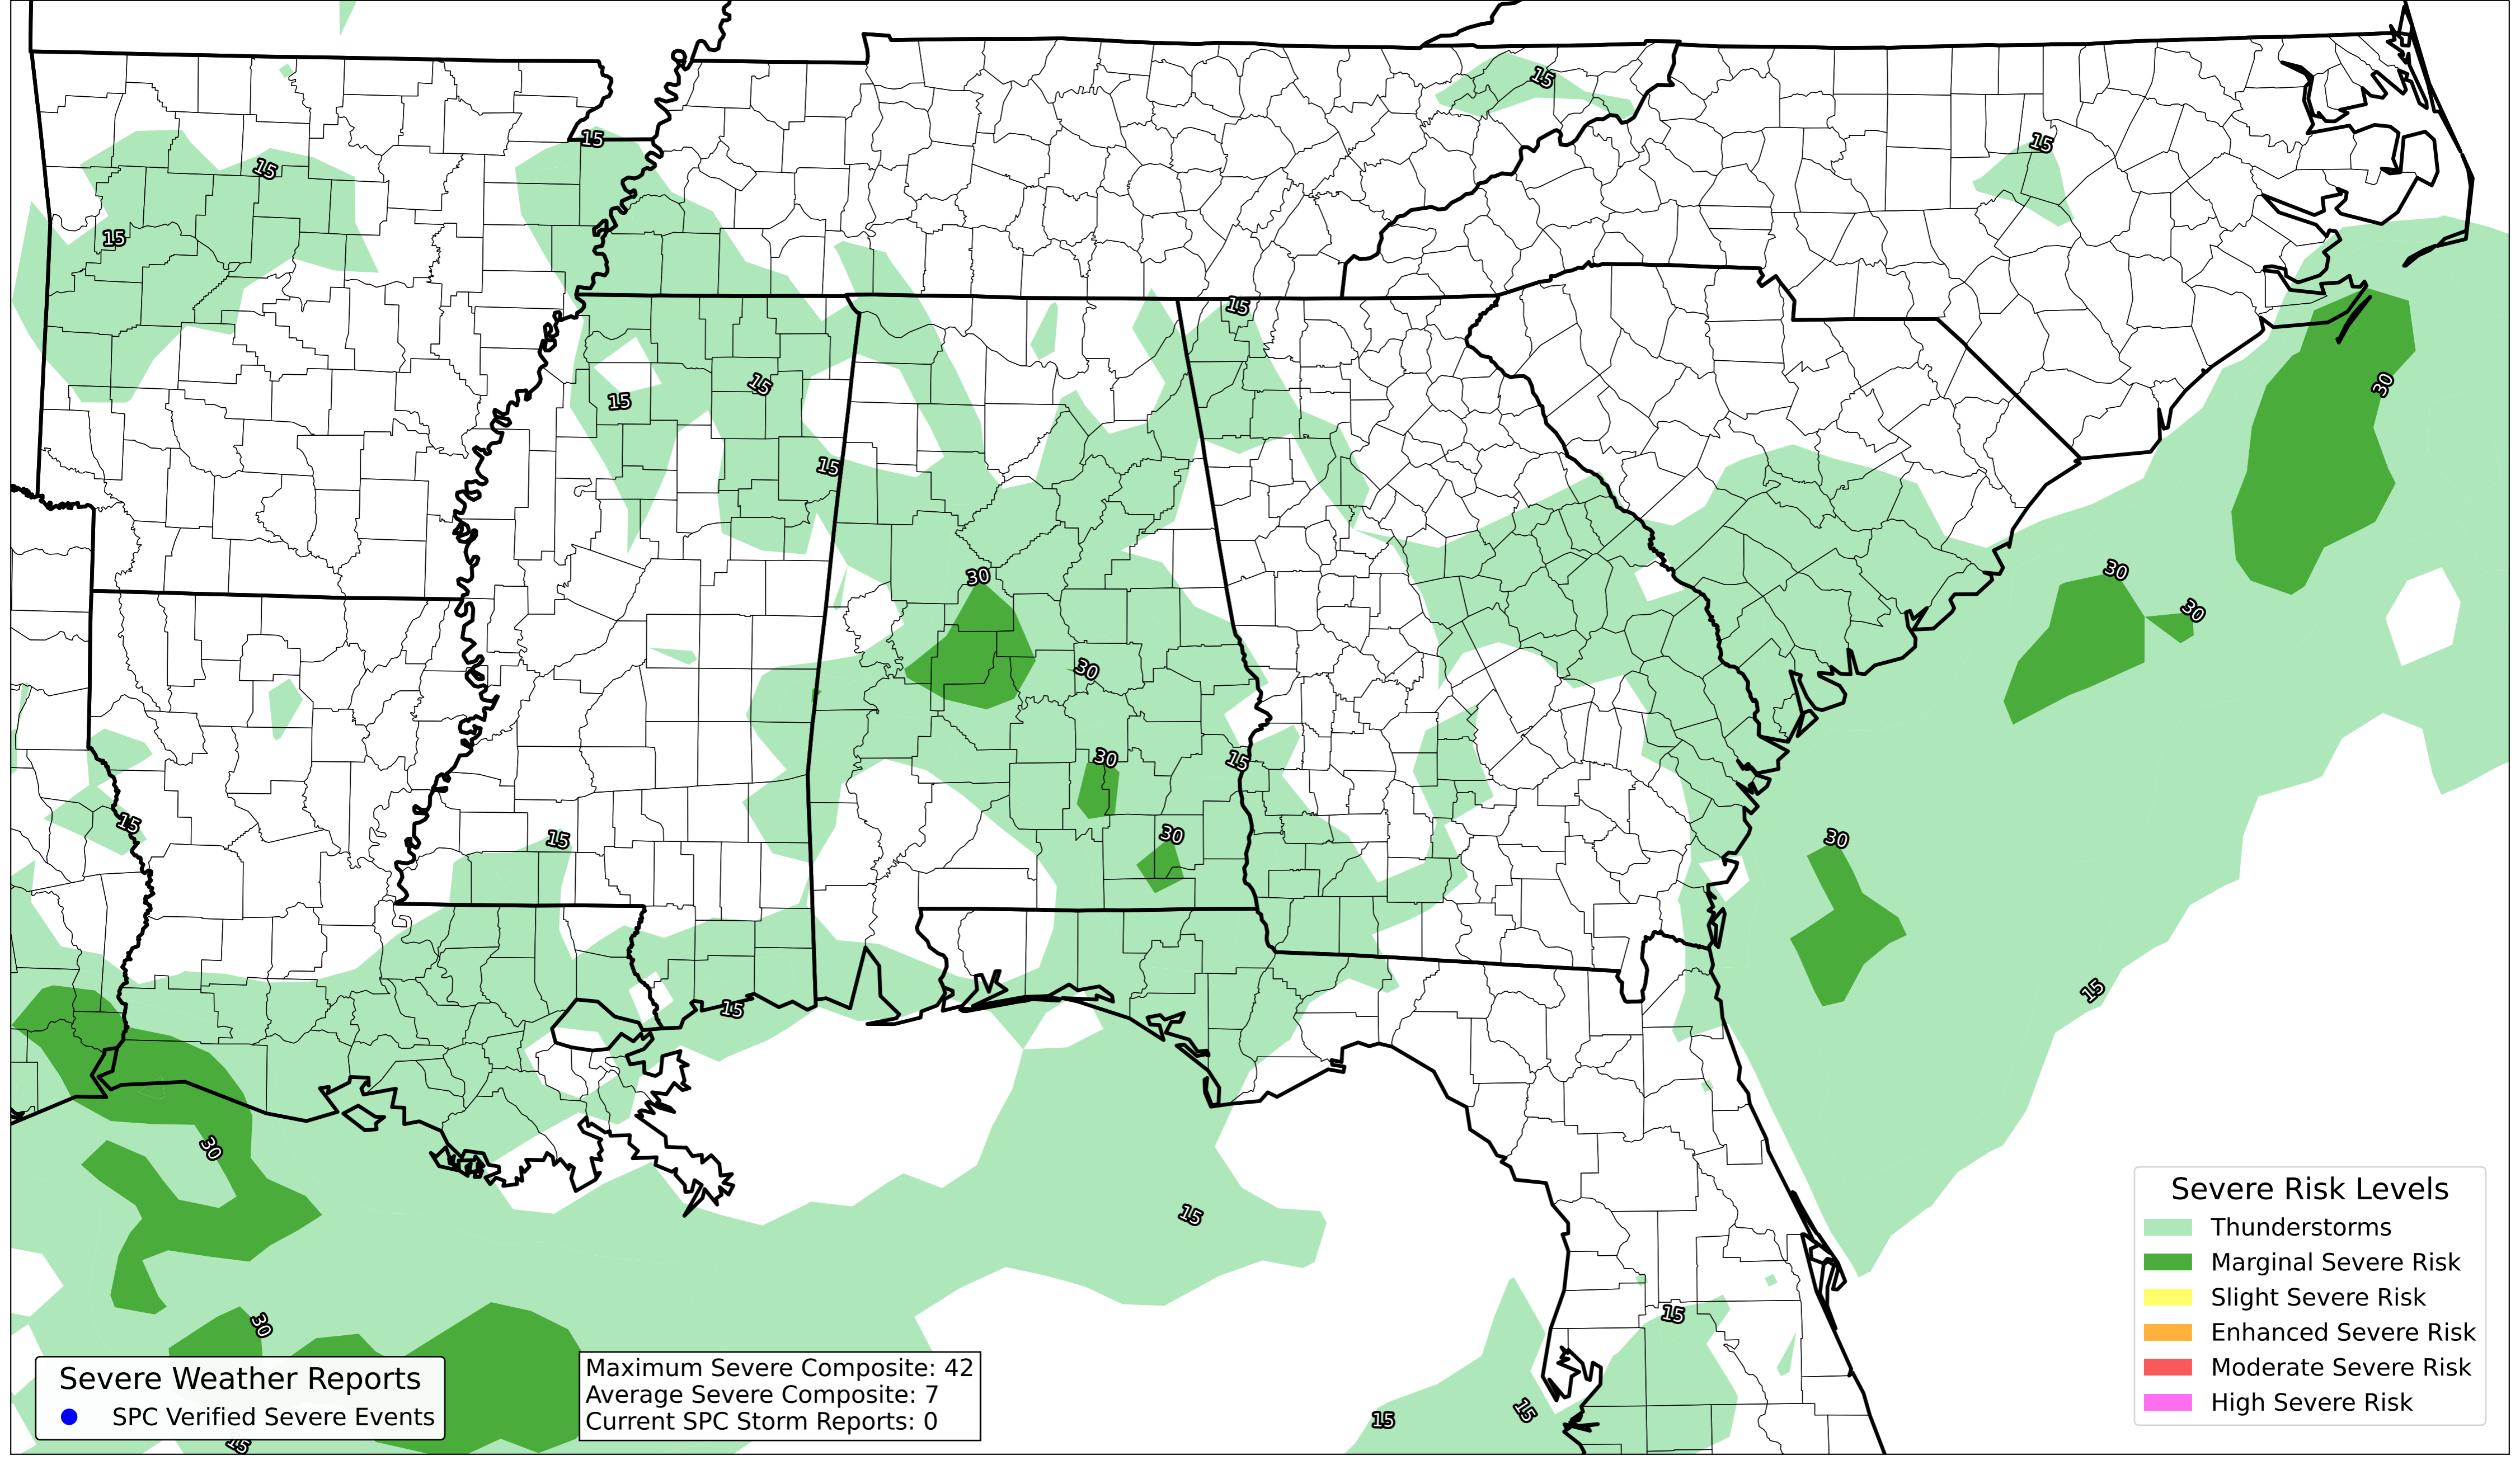 15
15
15
15
15
15
15
15
15
30
30
30
30
30
30
15
30
30
15
15
30
15
15
30
15
30
15
15
15
15
Severe Risk Levels
Thunderstorms
Marginal Severe Risk
Slight Severe Risk
Enhanced Severe Risk
Moderate Severe Risk
High Severe Risk
Severe Weather Reports
SPC Verified Severe Events
Maximum Severe Composite: 42
Average Severe Composite: 7
Current SPC Storm Reports: 0